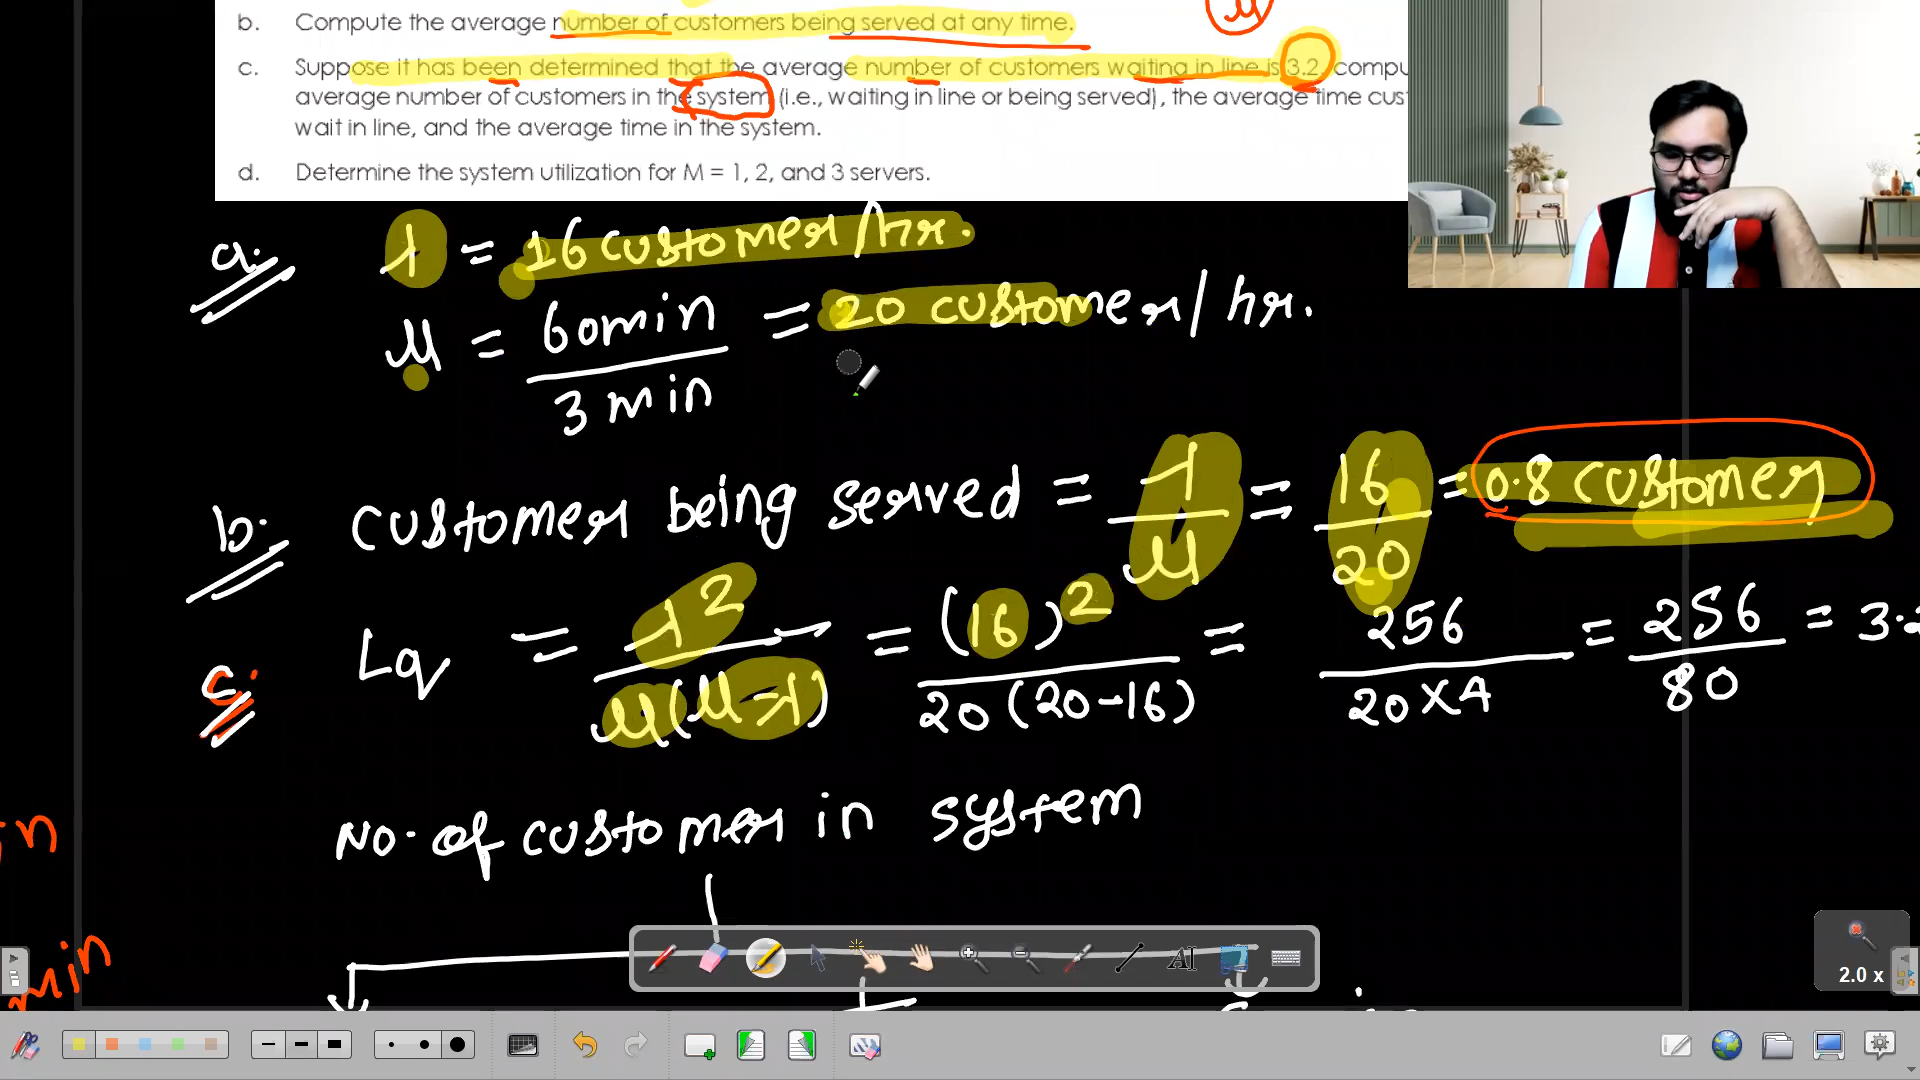 b. Compute the average number of customers being served at any time.
μ
c. Suppose it has been determined that the average number of customers waiting in line is 3.2, compu
average number of customers in the system (i.e., waiting in line or being served), the average time cus
wait in line, and the average time in the system.
d. Determine the system utilization for M = 1, 2, and 3 servers.
a. λ = 16 customer/hr.
μ = 60min / 3 min = 20 customer/hr.
b. customer being served = λ/μ = 16/20 = 0.8 customer
c. Lq = λ²/μ(μ-λ) = (16)²/20(20-16) = 256/20×4 = 256/80 = 3.2
No. of customer in system
in
min
2.0 x